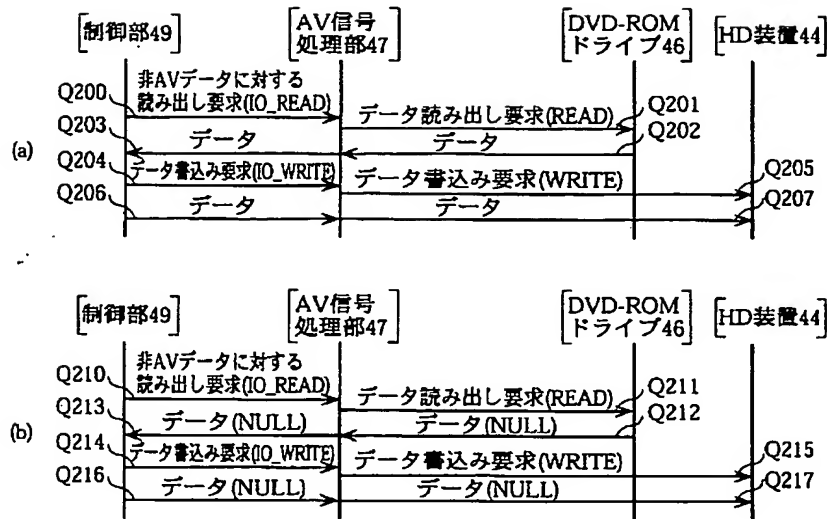 [制御部49] [AV信号処理部47] [DVD-ROMドライブ46] [HD装置44]
(a)
Q200 非AVデータに対する
読み出し要求(IO_READ)
データ読み出し要求(READ) Q201
Q203 データ データ Q202
Q204 データ書込み要求(IO_WRITE) データ書込み要求(WRITE) Q205
Q206 データ データ Q207
[制御部49] [AV信号処理部47] [DVD-ROMドライブ46] [HD装置44]
(b)
Q210 非AVデータに対する
読み出し要求(IO_READ)
データ読み出し要求(READ) Q211
Q213 データ(NULL) データ(NULL) Q212
Q214 データ書込み要求(IO_WRITE) データ書込み要求(WRITE) Q215
Q216 データ(NULL) データ(NULL) Q217